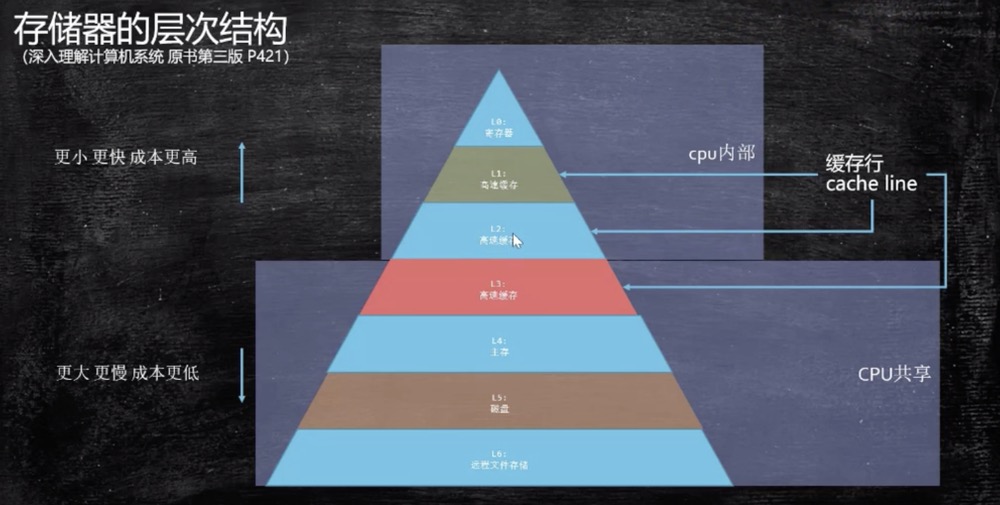 存储器的层次结构
（深入理解计算机系统 原书第三版 P421）
更小 更快 成本更高
L0:
寄存器
cpu内部
缓存行
cache line
L1:
高速缓存
L2:
高速缓存
L3:
高速缓存
L4:
主存
更大 更慢 成本更低
CPU共享
L5:
磁盘
L6:
远程文件存储